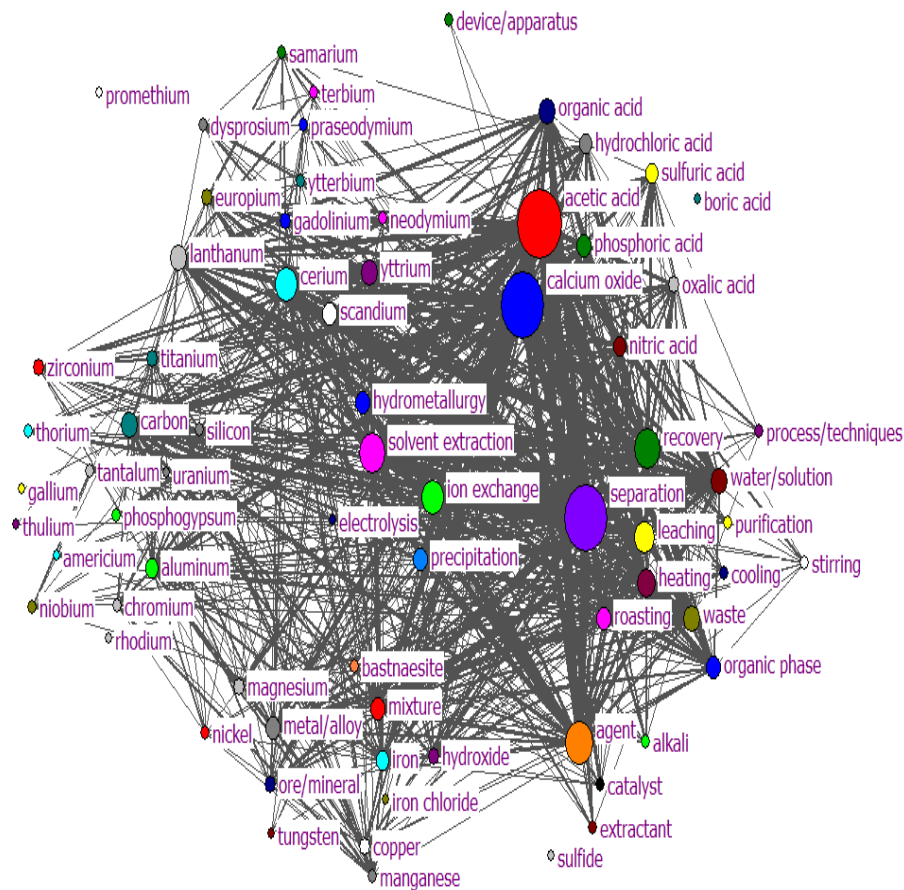 device/apparatus
samarium
promethium
terbium
organic acid
dysprosium
praseodymium
hydrochloric acid
sulfuric acid
ytterbium
acetic acid
boric acid
europium
gadolinium
neodymium
phosphoric acid
lanthanum
cerium
yttrium
calcium oxide
oxalic acid
scandium
nitric acid
zirconium
titanium
hydrometallurgy
carbon
silicon
thorium
solvent extraction
recovery
process/techniques
tantalum
uranium
water/solution
gallium
ion exchange
separation
thulium
phosphogypsum
electrolysis
leaching
purification
americium
aluminum
precipitation
heating
cooling
stirring
niobium
chromium
roasting
waste
rhodium
bastnaesite
organic phase
magnesium
mixture
nickel
metal/alloy
agent
alkali
iron
hydroxide
ore/mineral
catalyst
iron chloride
tungsten
extractant
copper
sulfide
manganese